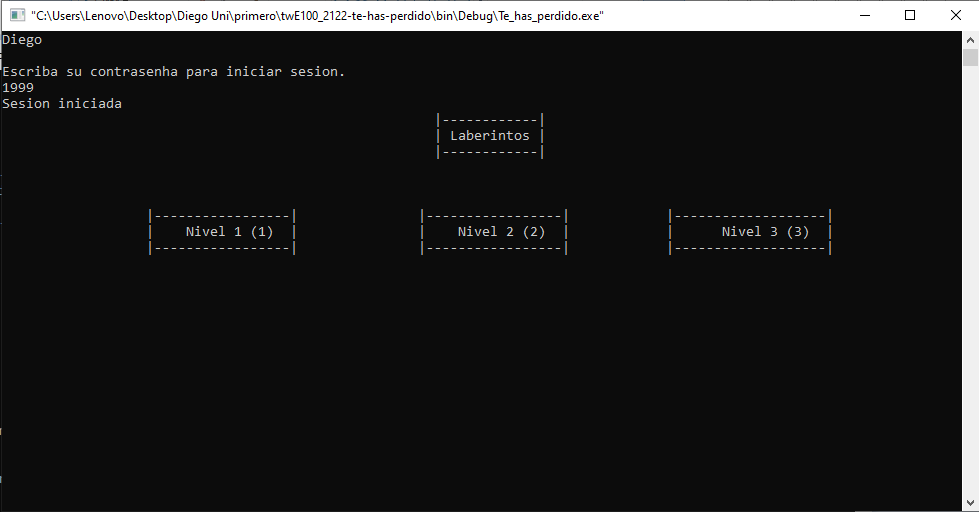 "C:\Users\Lenovo\Desktop\Diego Uni\primero\twE100_2122-te-has-perdido\bin\Debug\Te_has_perdido.exe"
Diego
Escriba su contrasenha para iniciar sesion.
1999
Sesion iniciada
|------------|
| Laberintos |
|------------|
|-----------------| |-----------------| |-------------------|
| Nivel 1 (1) | | Nivel 2 (2) | | Nivel 3 (3) |
|-----------------| |-----------------| |-------------------|